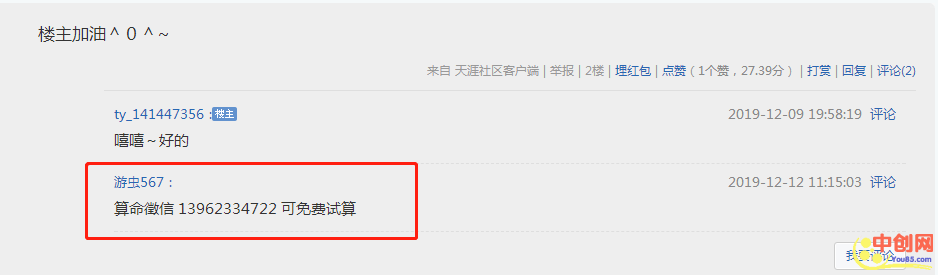 楼主加油＾０＾～
来自 天涯社区客户端 | 举报 | 2楼 | 埋红包 | 点赞（1个赞，27.39分） | 打赏 | 回复 | 评论(2)
ty_141447356：楼主 2019-12-09 19:58:19 评论
嘻嘻～好的
游虫567： 2019-12-12 11:15:03 评论
算命徵信 13962334722 可免费试算
我要评论
中创网
You85.com